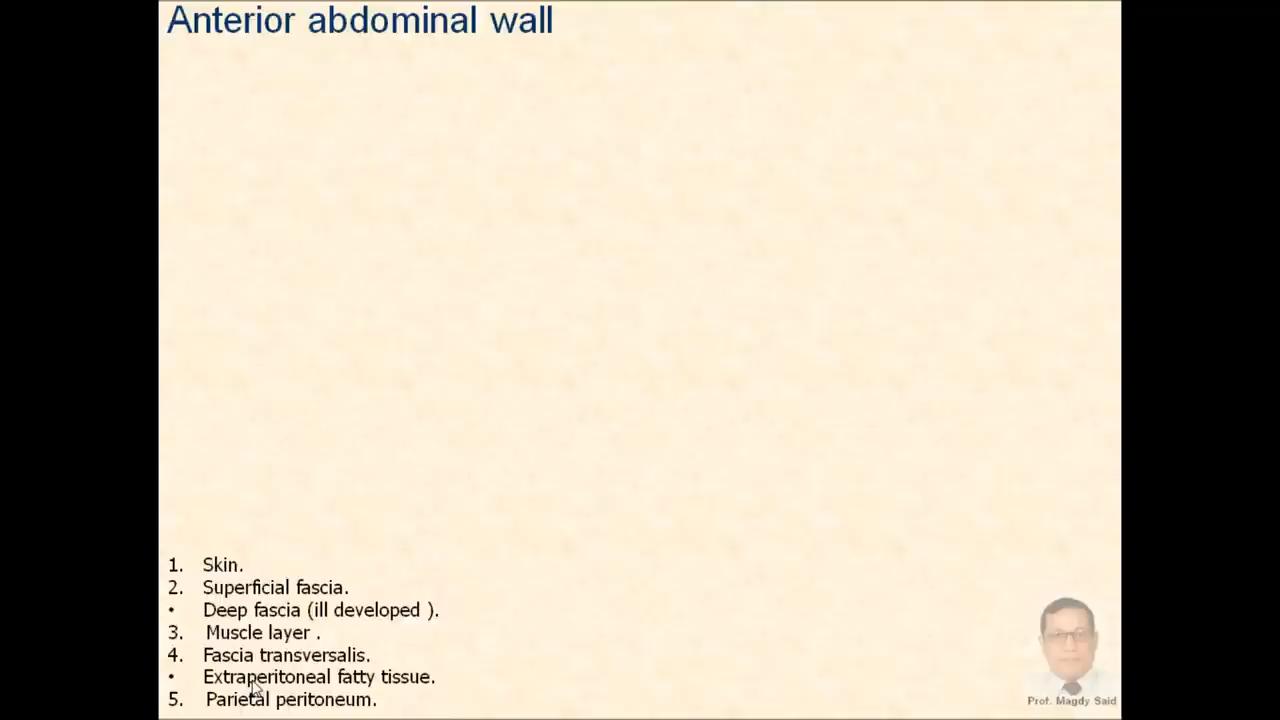 Anterior abdominal wall
1. Skin.
2. Superficial fascia.
• Deep fascia (ill developed ).
3. Muscle layer .
4. Fascia transversalis.
• Extraperitoneal fatty tissue.
5. Parietal peritoneum.
Prof. Magdy Said